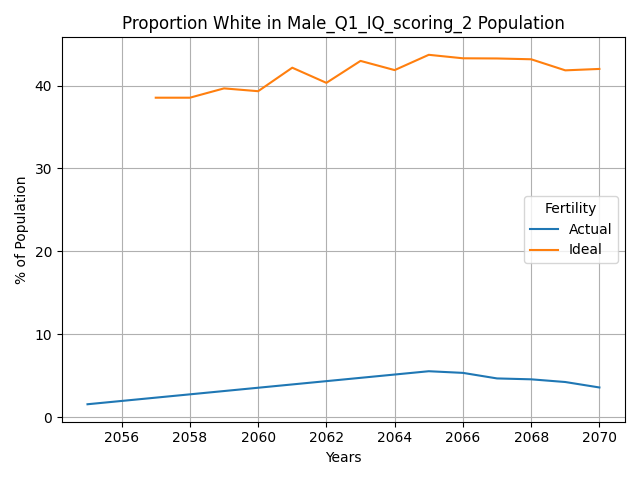 Proportion White in Male_Q1_IQ_scoring_2 Population
% of Population
40
30
20
10
0
Fertility
Actual
Ideal
2056 2058 2060 2062 2064 2066 2068 2070
Years